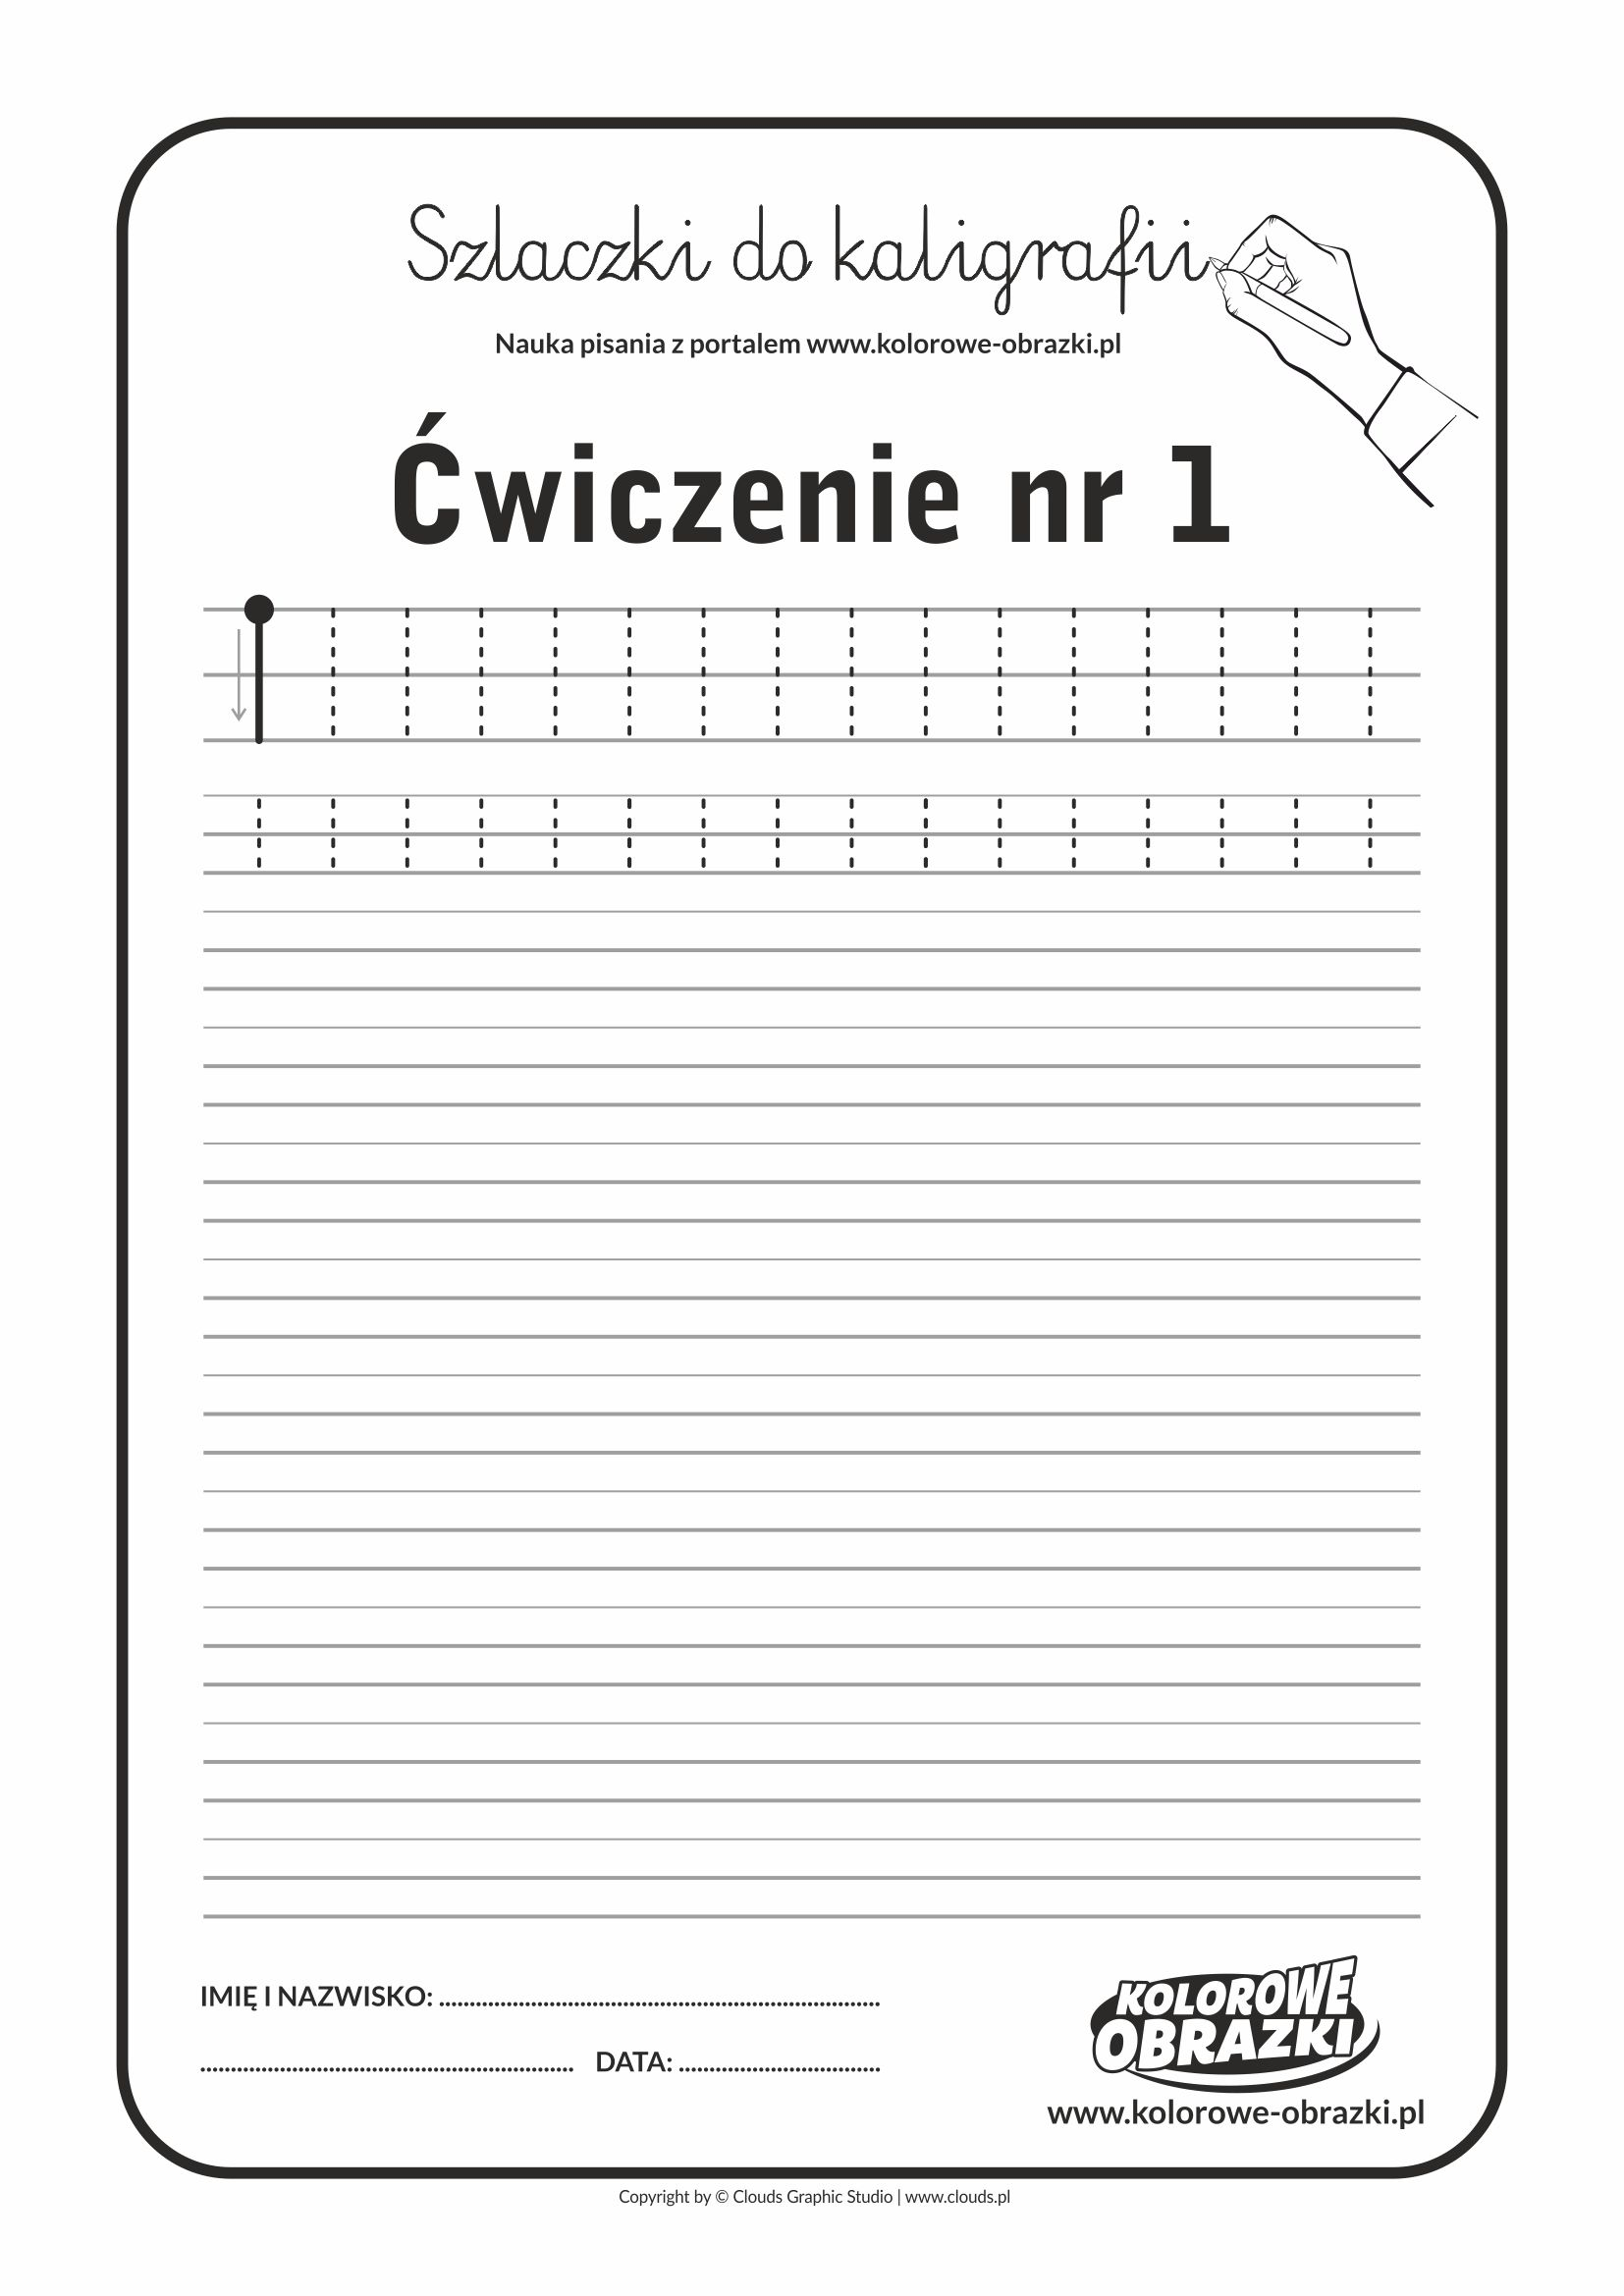 Szlaczki do kaligrafii
Nauka pisania z portalem www.kolorowe-obrazki.pl
Ćwiczenie nr 1
IMIĘ I NAZWISKO: ........................................................................
............................................................. DATA: .................................
KOLOROWE
OBRAZKI
www.kolorowe-obrazki.pl
Copyright by © Clouds Graphic Studio | www.clouds.pl